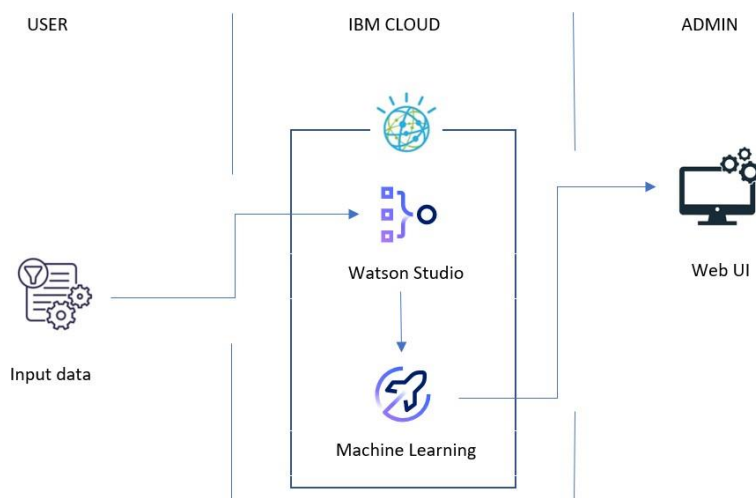 USER
IBM CLOUD
ADMIN
Watson Studio
Web UI
Input data
Machine Learning